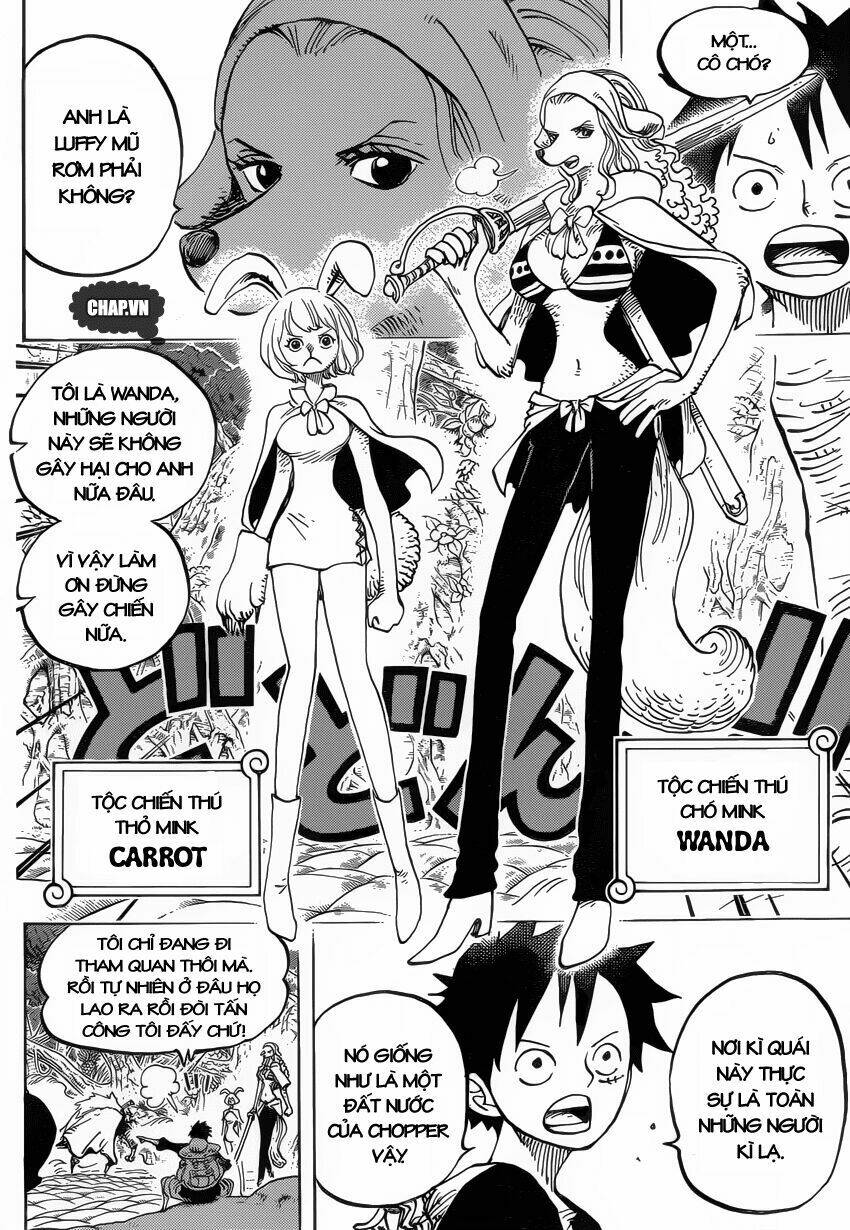 ANH LÀ
LUFFY MŨ
RƠM PHẢI
KHÔNG?
MỘT...
CÔ CHÓ?
CHAP.VN
TÔI LÀ WANDA,
NHỮNG NGƯỜI
NÀY SẼ KHÔNG
GÂY HẠI CHO ANH
NỮA ĐÂU.
VÌ VẬY LÀM
ƠN ĐỪNG
GÂY CHIẾN
NỮA.
どどん
TỘC CHIẾN THÚ
THỎ MINK
CARROT
TỘC CHIẾN THÚ
CHÓ MINK
WANDA
TÔI CHỈ ĐANG ĐI
THAM QUAN THÔI MÀ.
RỒI TỰ NHIÊN Ở ĐÂU HỌ
LAO RA RỒI ĐÒI TẤN
CÔNG TÔI ĐẤY CHỨ!
NÓ GIỐNG
NHƯ LÀ MỘT
ĐẤT NƯỚC
CỦA CHOPPER
VẬY.
NƠI KÌ QUÁI
NÀY THỰC
SỰ LÀ TOÀN
NHỮNG NGƯỜI
KÌ LẠ.